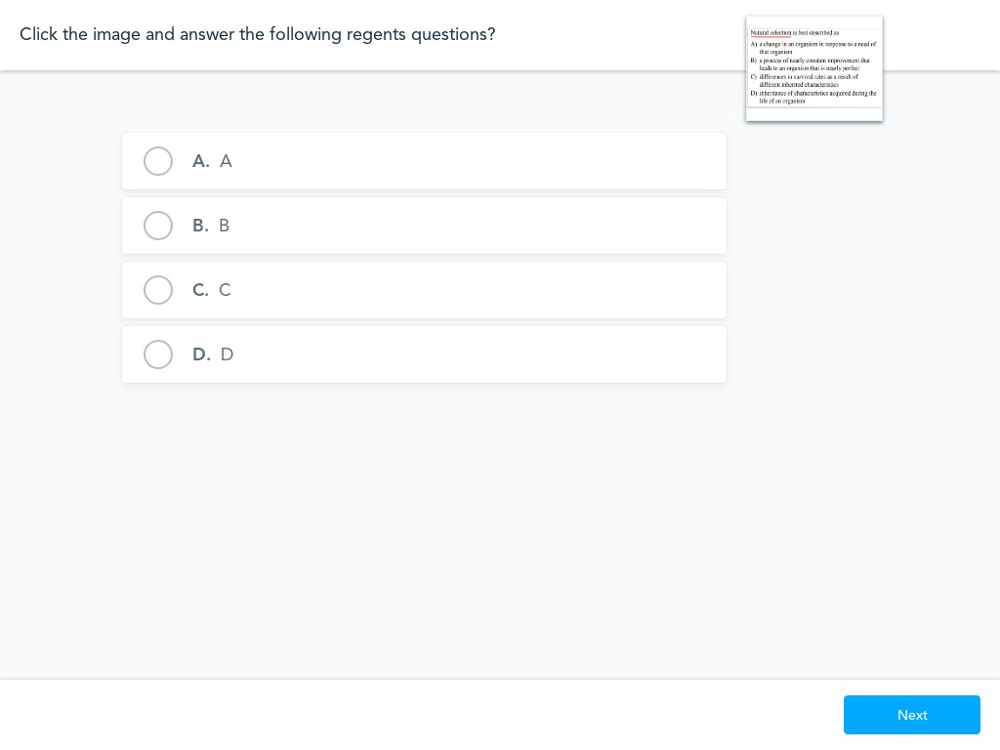 Click the image and answer the following regents questions?
Natural selection is best described as
A) a change in an organism in response to a need of
that organism
B) a process of nearly constant improvement that
leads to an organism that is nearly perfect
C) differences in survival rates as a result of
different inherited characteristics
D) inheritance of characteristics acquired during the
life of an organism
A. A
B. B
C. C
D. D
Next